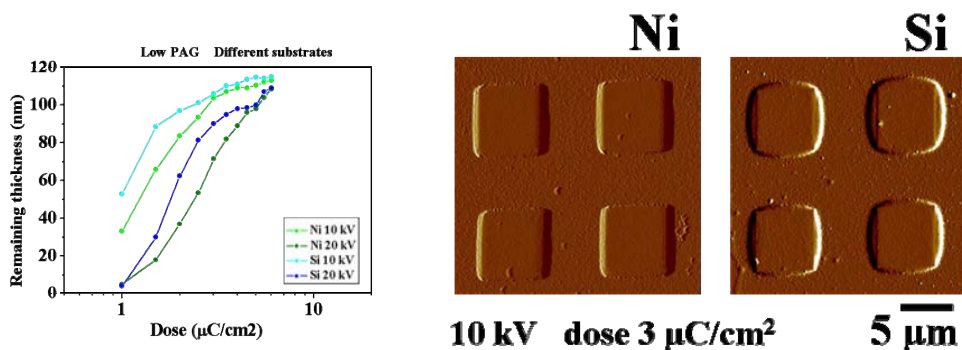 Low PAG Different substrates
120
100
80
60
40
20
0
Remaining thickness (nm)
Ni 10 kV
Ni 20 kV
Si 10 kV
Si 20 kV
1 10
Dose (μC/cm2)
Ni Si
10 kV dose 3 μC/cm²
5 μm